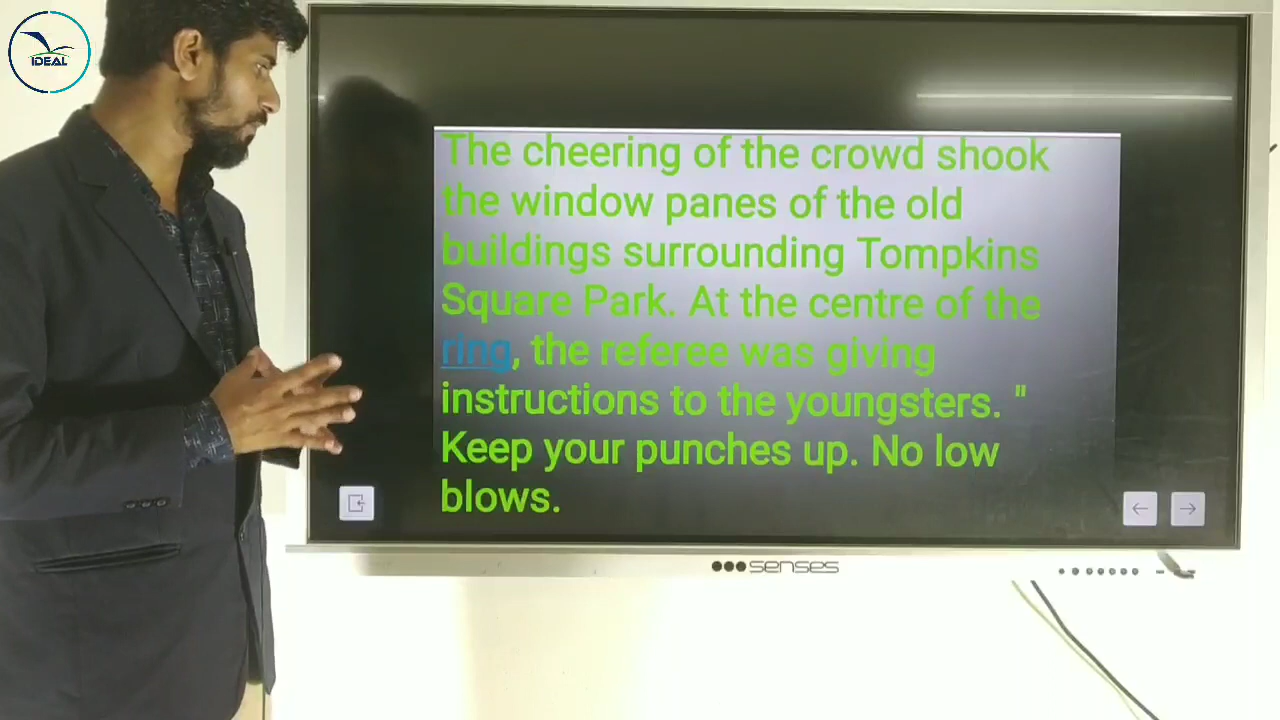 IDEAL
The cheering of the crowd shook
the window panes of the old
buildings surrounding Tompkins
Square Park. At the centre of the
ring, the referee was giving
instructions to the youngsters. "
Keep your punches up. No low
blows.
senses